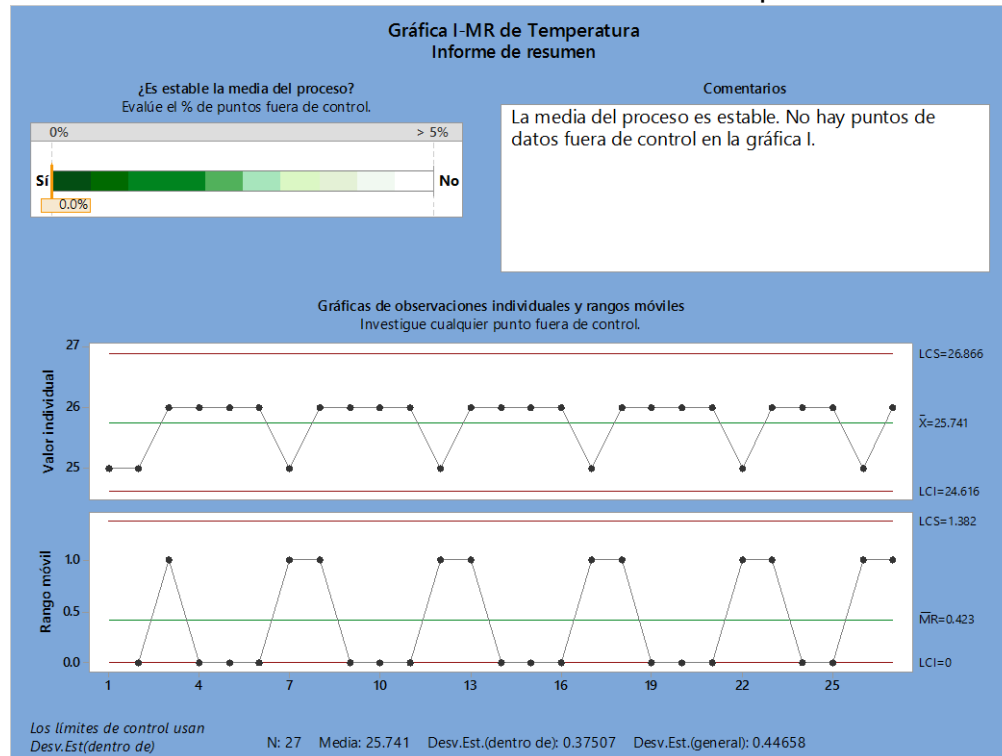 Gráfica I-MR de Temperatura
Informe de resumen
¿Es estable la media del proceso?
Evalúe el % de puntos fuera de control.
0%
> 5%
Sí
No
0.0%
Comentarios
La media del proceso es estable. No hay puntos de
datos fuera de control en la gráfica I.
Gráficas de observaciones individuales y rangos móviles
Investigue cualquier punto fuera de control.
Valor individual
27
26
25
LCS=26.866
X̄=25.741
LCI=24.616
Rango móvil
1.0
0.5
0.0
LCS=1.382
M̅R̅=0.423
LCI=0
1 4 7 10 13 16 19 22 25
Los límites de control usan
Desv.Est(dentro de)
N: 27 Media: 25.741 Desv.Est.(dentro de): 0.37507 Desv.Est.(general): 0.44658